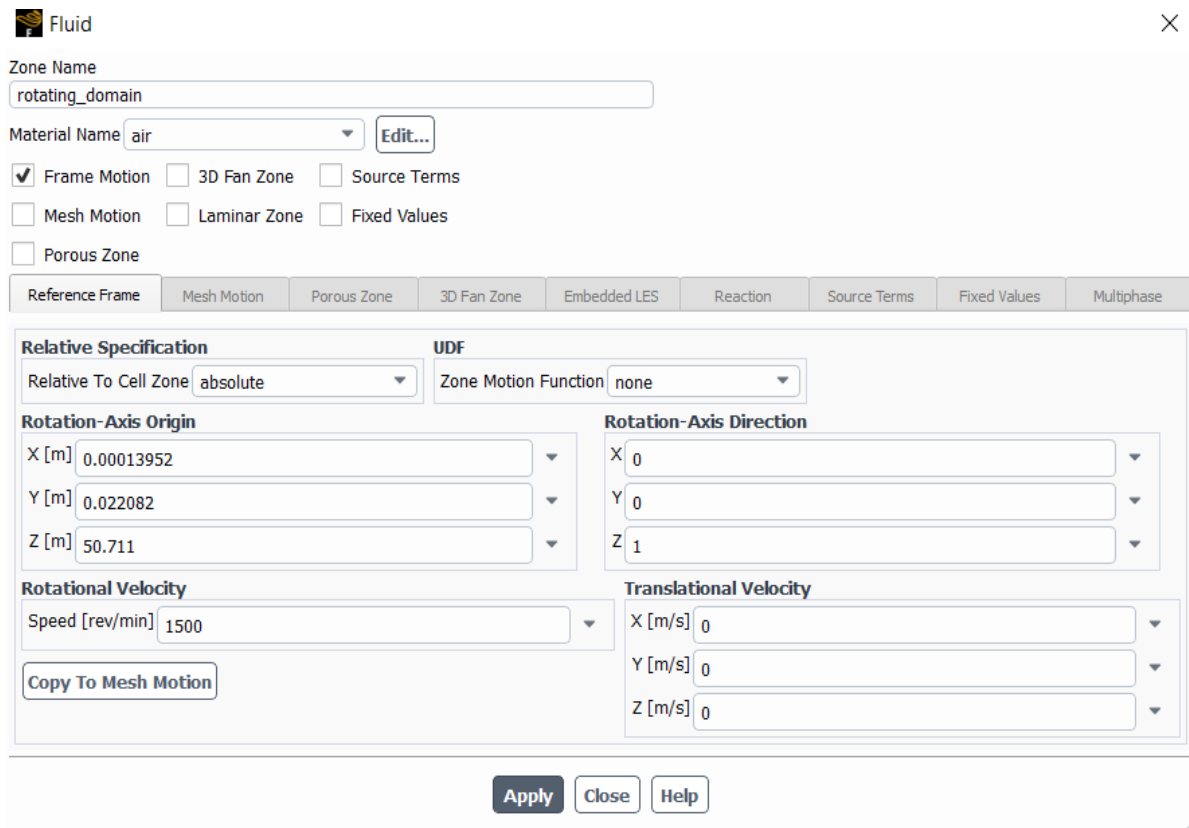 Fluid
Zone Name
rotating_domain
Material Name air Edit...
Frame Motion 3D Fan Zone Source Terms
Mesh Motion Laminar Zone Fixed Values
Porous Zone
Reference Frame Mesh Motion Porous Zone 3D Fan Zone Embedded LES Reaction Source Terms Fixed Values Multiphase
Relative Specification UDF
Relative To Cell Zone absolute Zone Motion Function none
Rotation-Axis Origin Rotation-Axis Direction
X [m] 0.00013952 X 0
Y [m] 0.022082 Y 0
Z [m] 50.711 Z 1
Rotational Velocity Translational Velocity
Speed [rev/min] 1500 X [m/s] 0
Y [m/s] 0
Copy To Mesh Motion
Z [m/s] 0
Apply Close Help